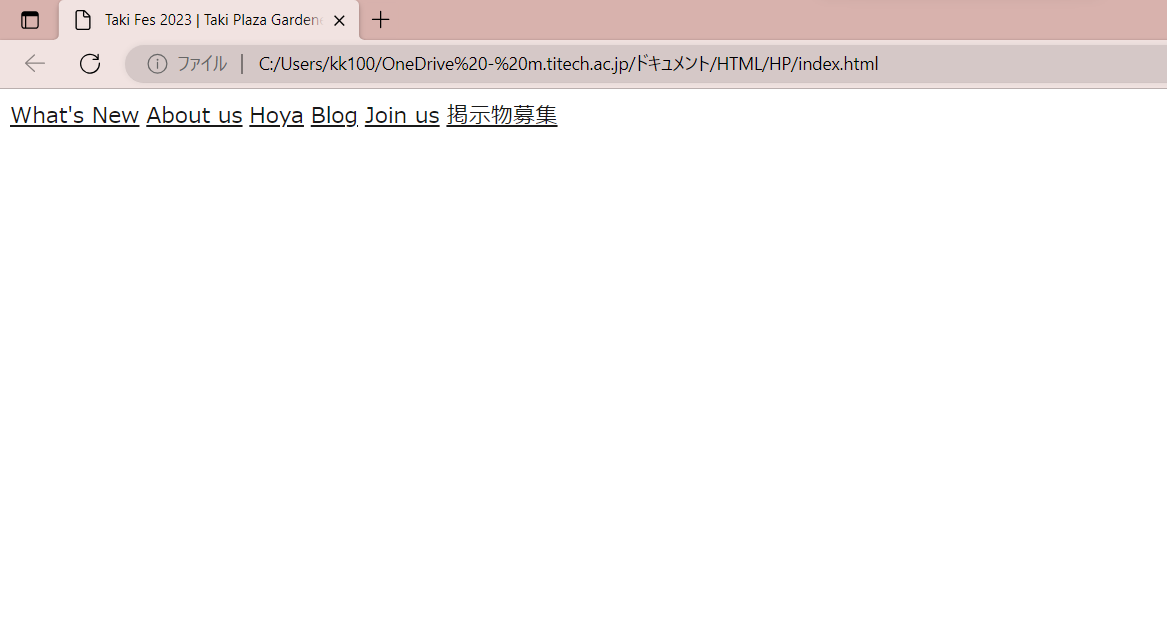 Taki Fes 2023 | Taki Plaza Garden
ファイル | C:/Users/kk100/OneDrive%20-%20m.titech.ac.jp/ドキュメント/HTML/HP/index.html
What's New About us Hoya Blog Join us 掲示物募集